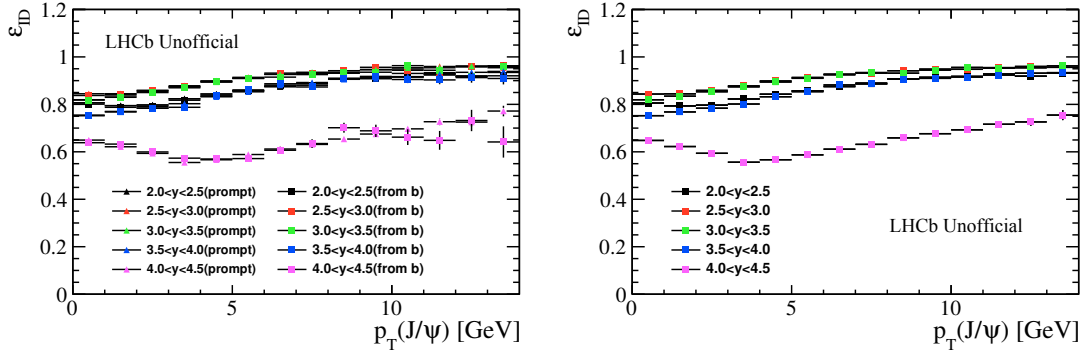 ε_ID
1.2
1
0.8
0.6
0.4
0.2
0
LHCb Unofficial
2.0<y<2.5(prompt)
2.5<y<3.0(prompt)
3.0<y<3.5(prompt)
3.5<y<4.0(prompt)
4.0<y<4.5(prompt)
2.0<y<2.5(from b)
2.5<y<3.0(from b)
3.0<y<3.5(from b)
3.5<y<4.0(from b)
4.0<y<4.5(from b)
0 5 10
p_T(J/ψ) [GeV]
ε_ID
1.2
1
0.8
0.6
0.4
0.2
0
2.0<y<2.5
2.5<y<3.0
3.0<y<3.5
3.5<y<4.0
4.0<y<4.5
LHCb Unofficial
0 5 10
p_T(J/ψ) [GeV]